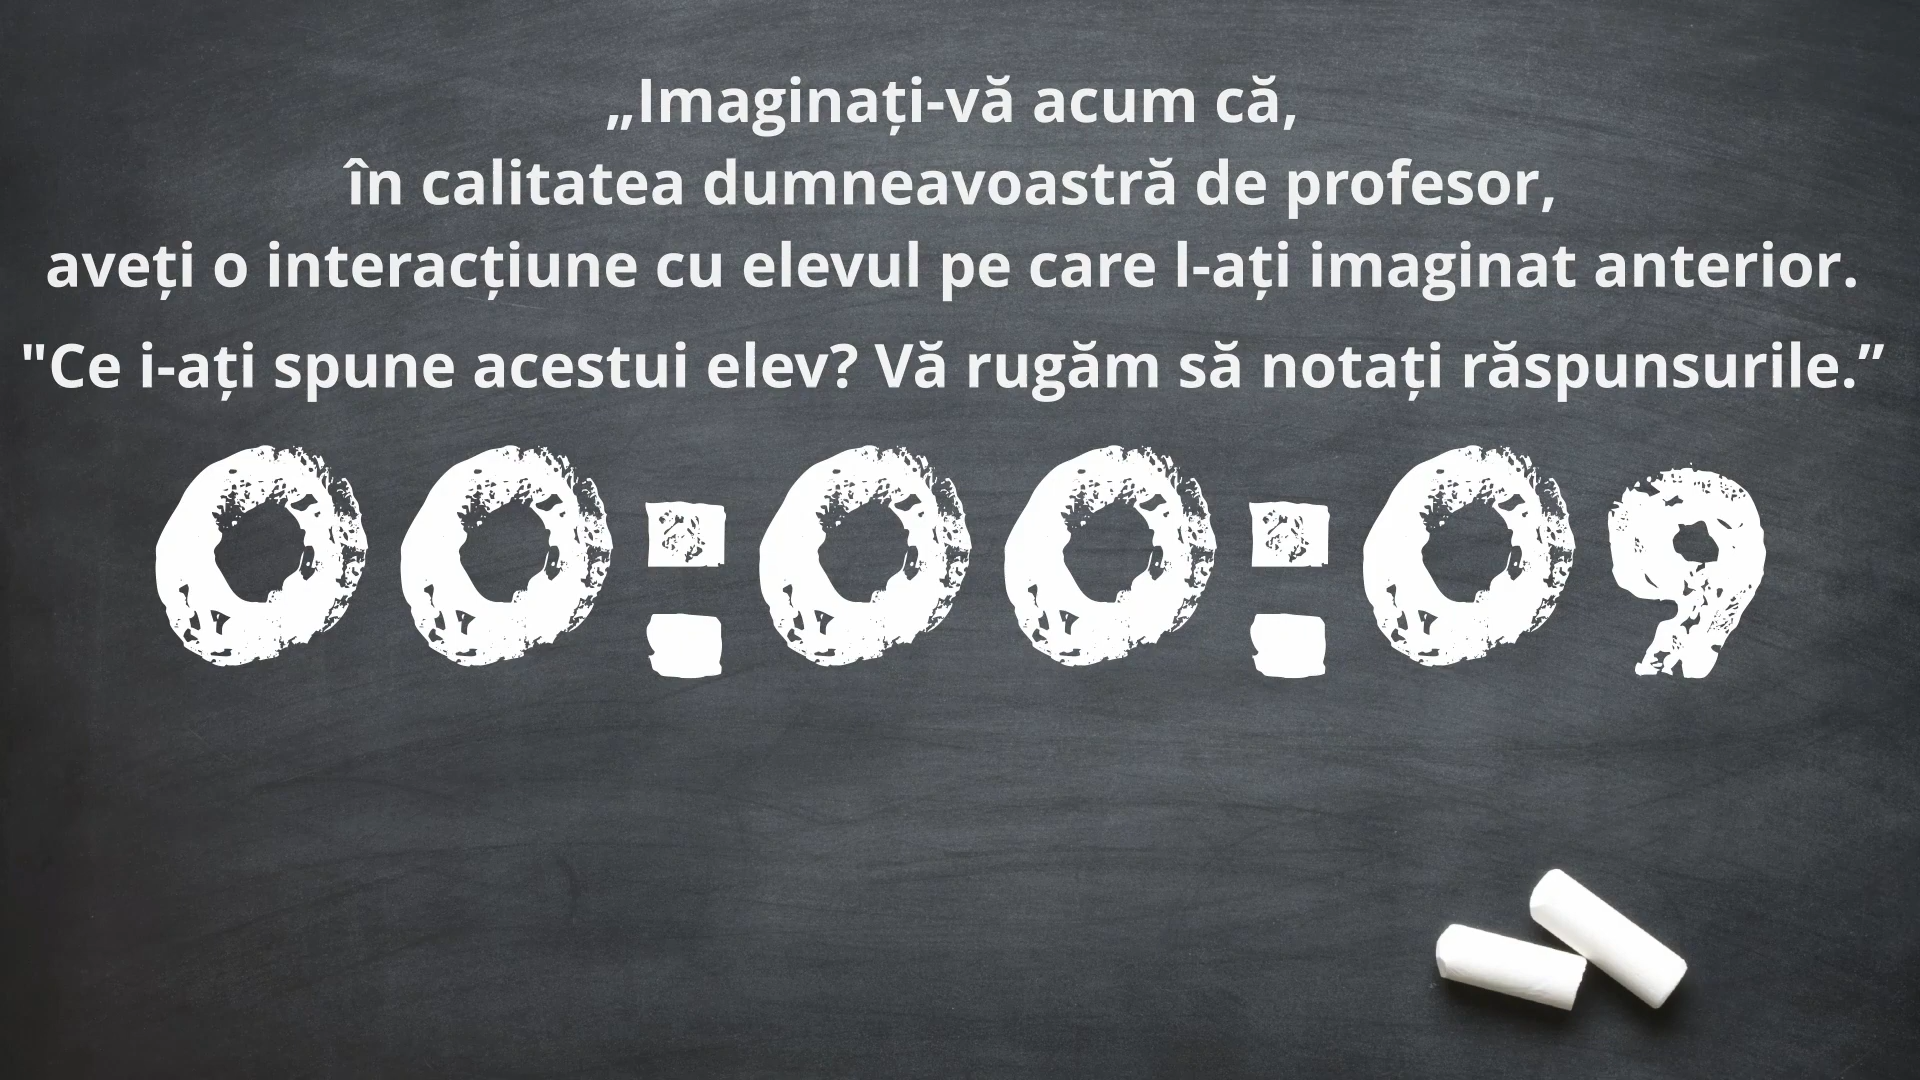 „Imaginați-vă acum că,
în calitatea dumneavoastră de profesor,
aveți o interacțiune cu elevul pe care l-ați imaginat anterior.
"Ce i-ați spune acestui elev? Vă rugăm să notați răspunsurile.”
00:00:09